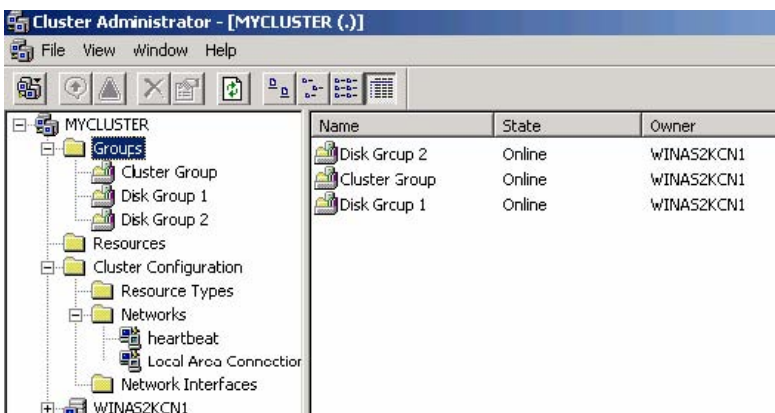 Cluster Administrator - [MYCLUSTER (.)]
File View Window Help
MYCLUSTER
Groups
Cluster Group
Disk Group 1
Disk Group 2
Resources
Cluster Configuration
Resource Types
Networks
heartbeat
Local Area Connection
Network Interfaces
WINAS2KCN1
Name State Owner
Disk Group 2 Online WINAS2KCN1
Cluster Group Online WINAS2KCN1
Disk Group 1 Online WINAS2KCN1